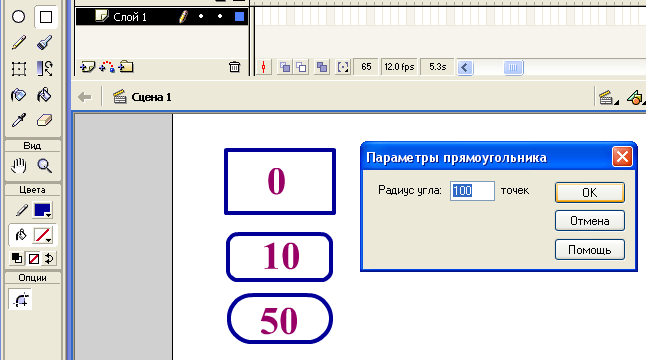 Слой 1
65 12.0 fps 5.3s
Сцена 1
Вид
Цвета
Опции
0
10
50
Параметры прямоугольника
Радиус угла: 100 точек
OK
Отмена
Помощь